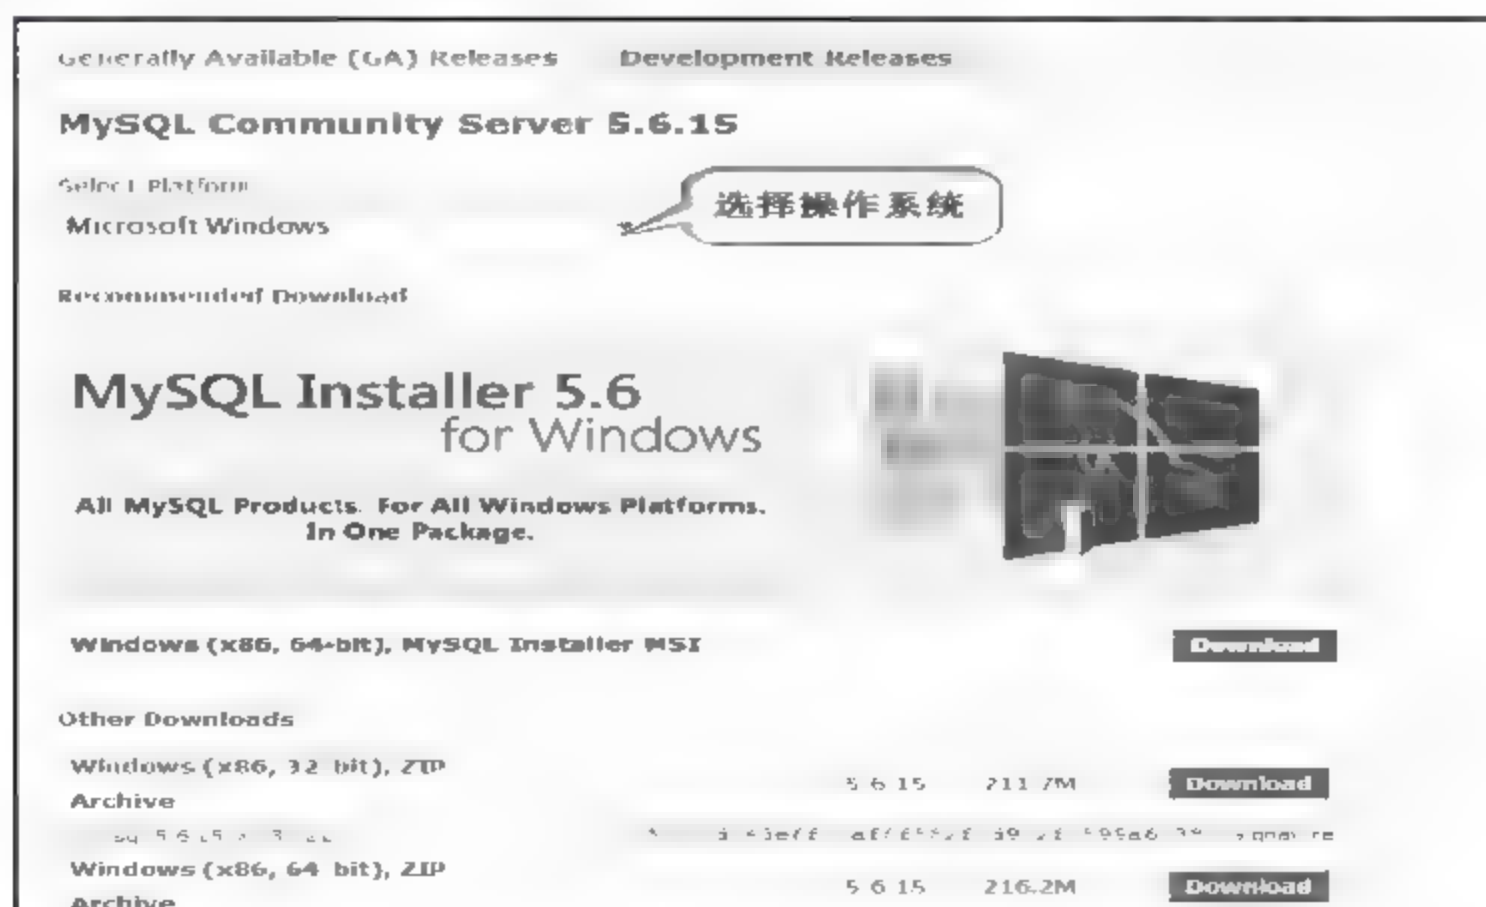 Generally Available (GA) Releases Development Releases
MySQL Community Server 5.6.15
Select Platform
Microsoft Windows
选择操作系统
Recommended Download
MySQL Installer 5.6
for Windows
All MySQL Products. For All Windows Platforms.
In One Package.
Windows (x86, 64-bit), MySQL Installer MSI Download
Other Downloads
Windows (x86, 32 bit), ZIP
Archive
5 6 15 211 7M Download
Windows (x86, 64 bit), ZIP
Archive
5 6 15 216.2M Download